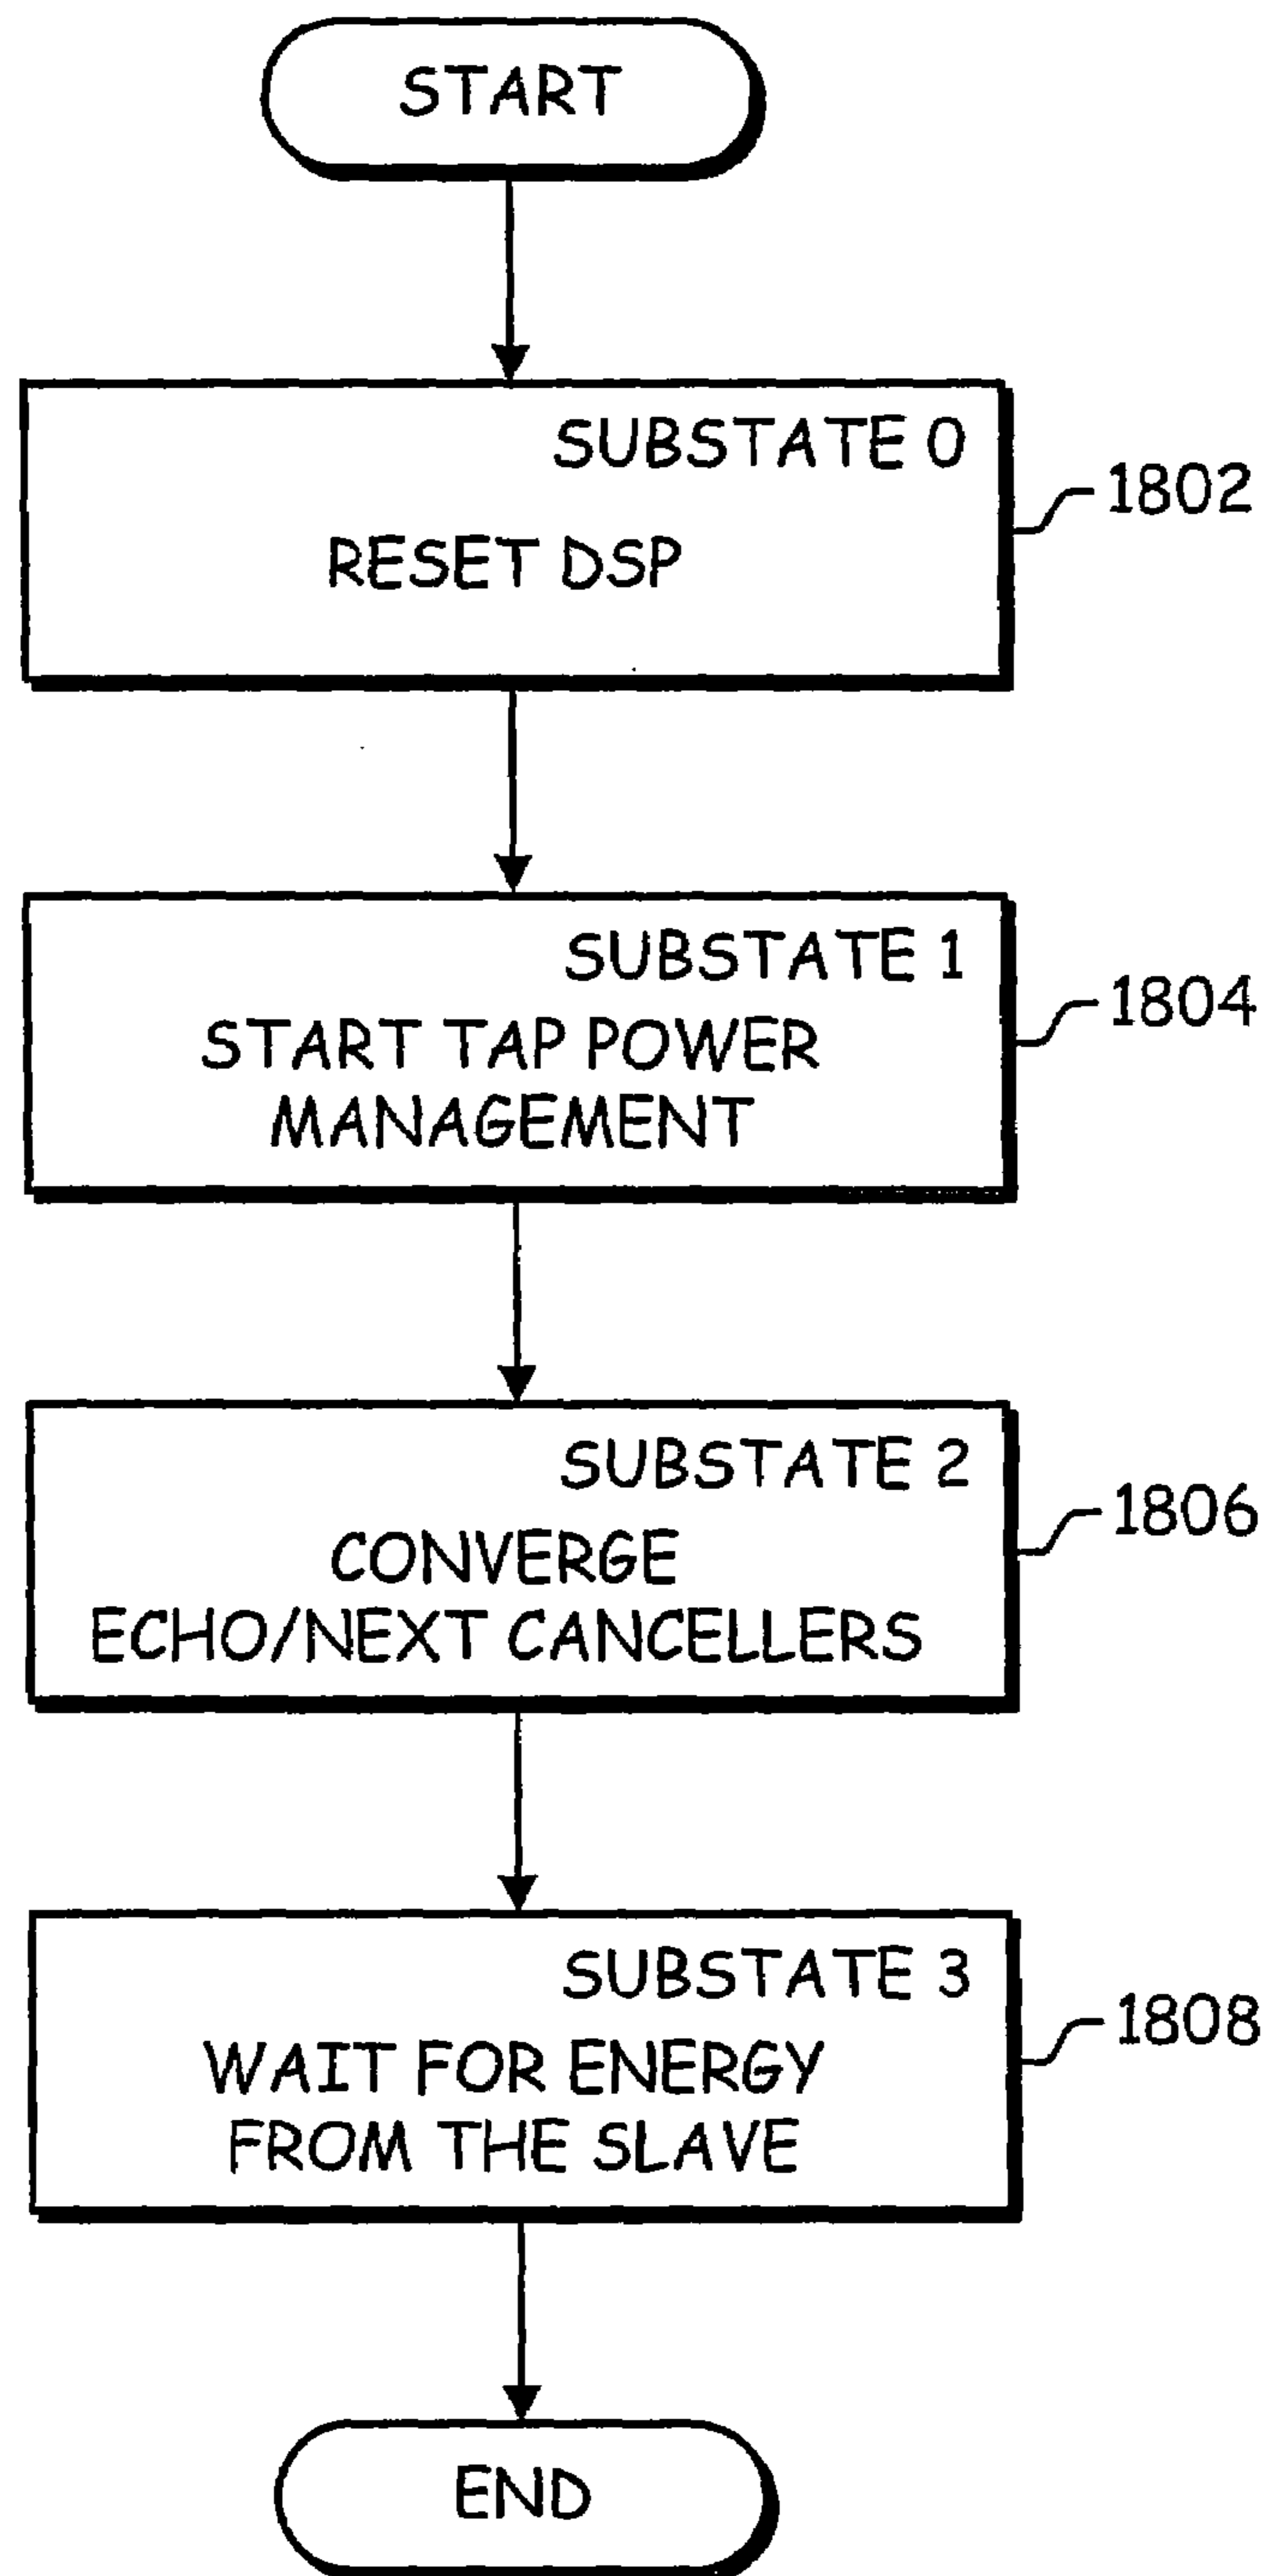 START
SUBSTATE 0
1802
RESET DSP
SUBSTATE 1
1804
START TAP POWER
MANAGEMENT
SUBSTATE 2
1806
CONVERGE
ECHO/NEXT CANCELLERS
SUBSTATE 3
1808
WAIT FOR ENERGY
FROM THE SLAVE
END